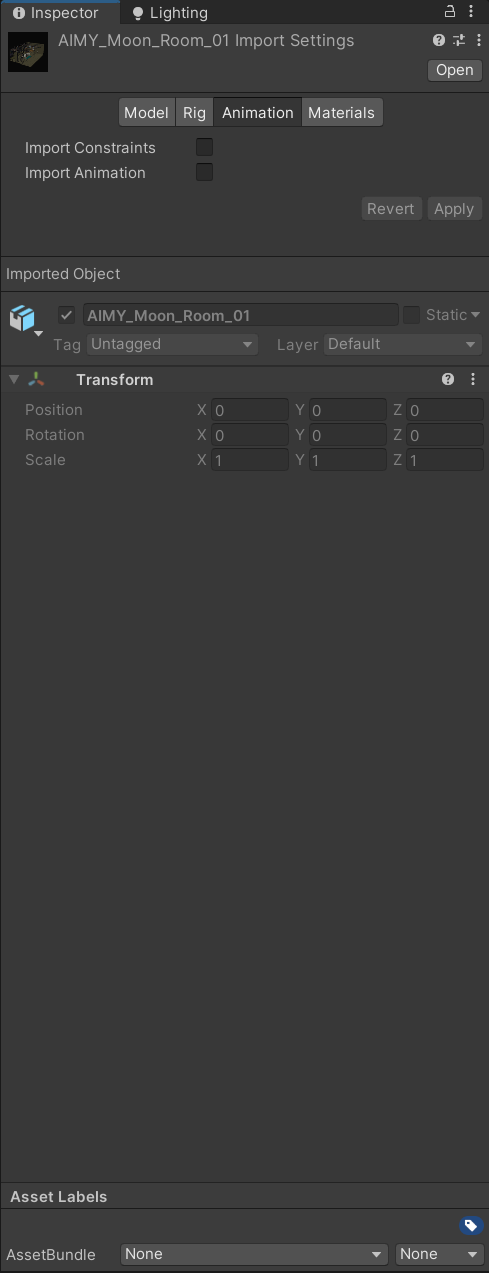 Inspector Lighting
AIMY_Moon_Room_01 Import Settings
Open
Model Rig Animation Materials
Import Constraints
Import Animation
Revert Apply
Imported Object
AIMY_Moon_Room_01 Static
Tag Untagged Layer Default
Transform
Position X 0 Y 0 Z 0
Rotation X 0 Y 0 Z 0
Scale X 1 Y 1 Z 1
Asset Labels
AssetBundle None None